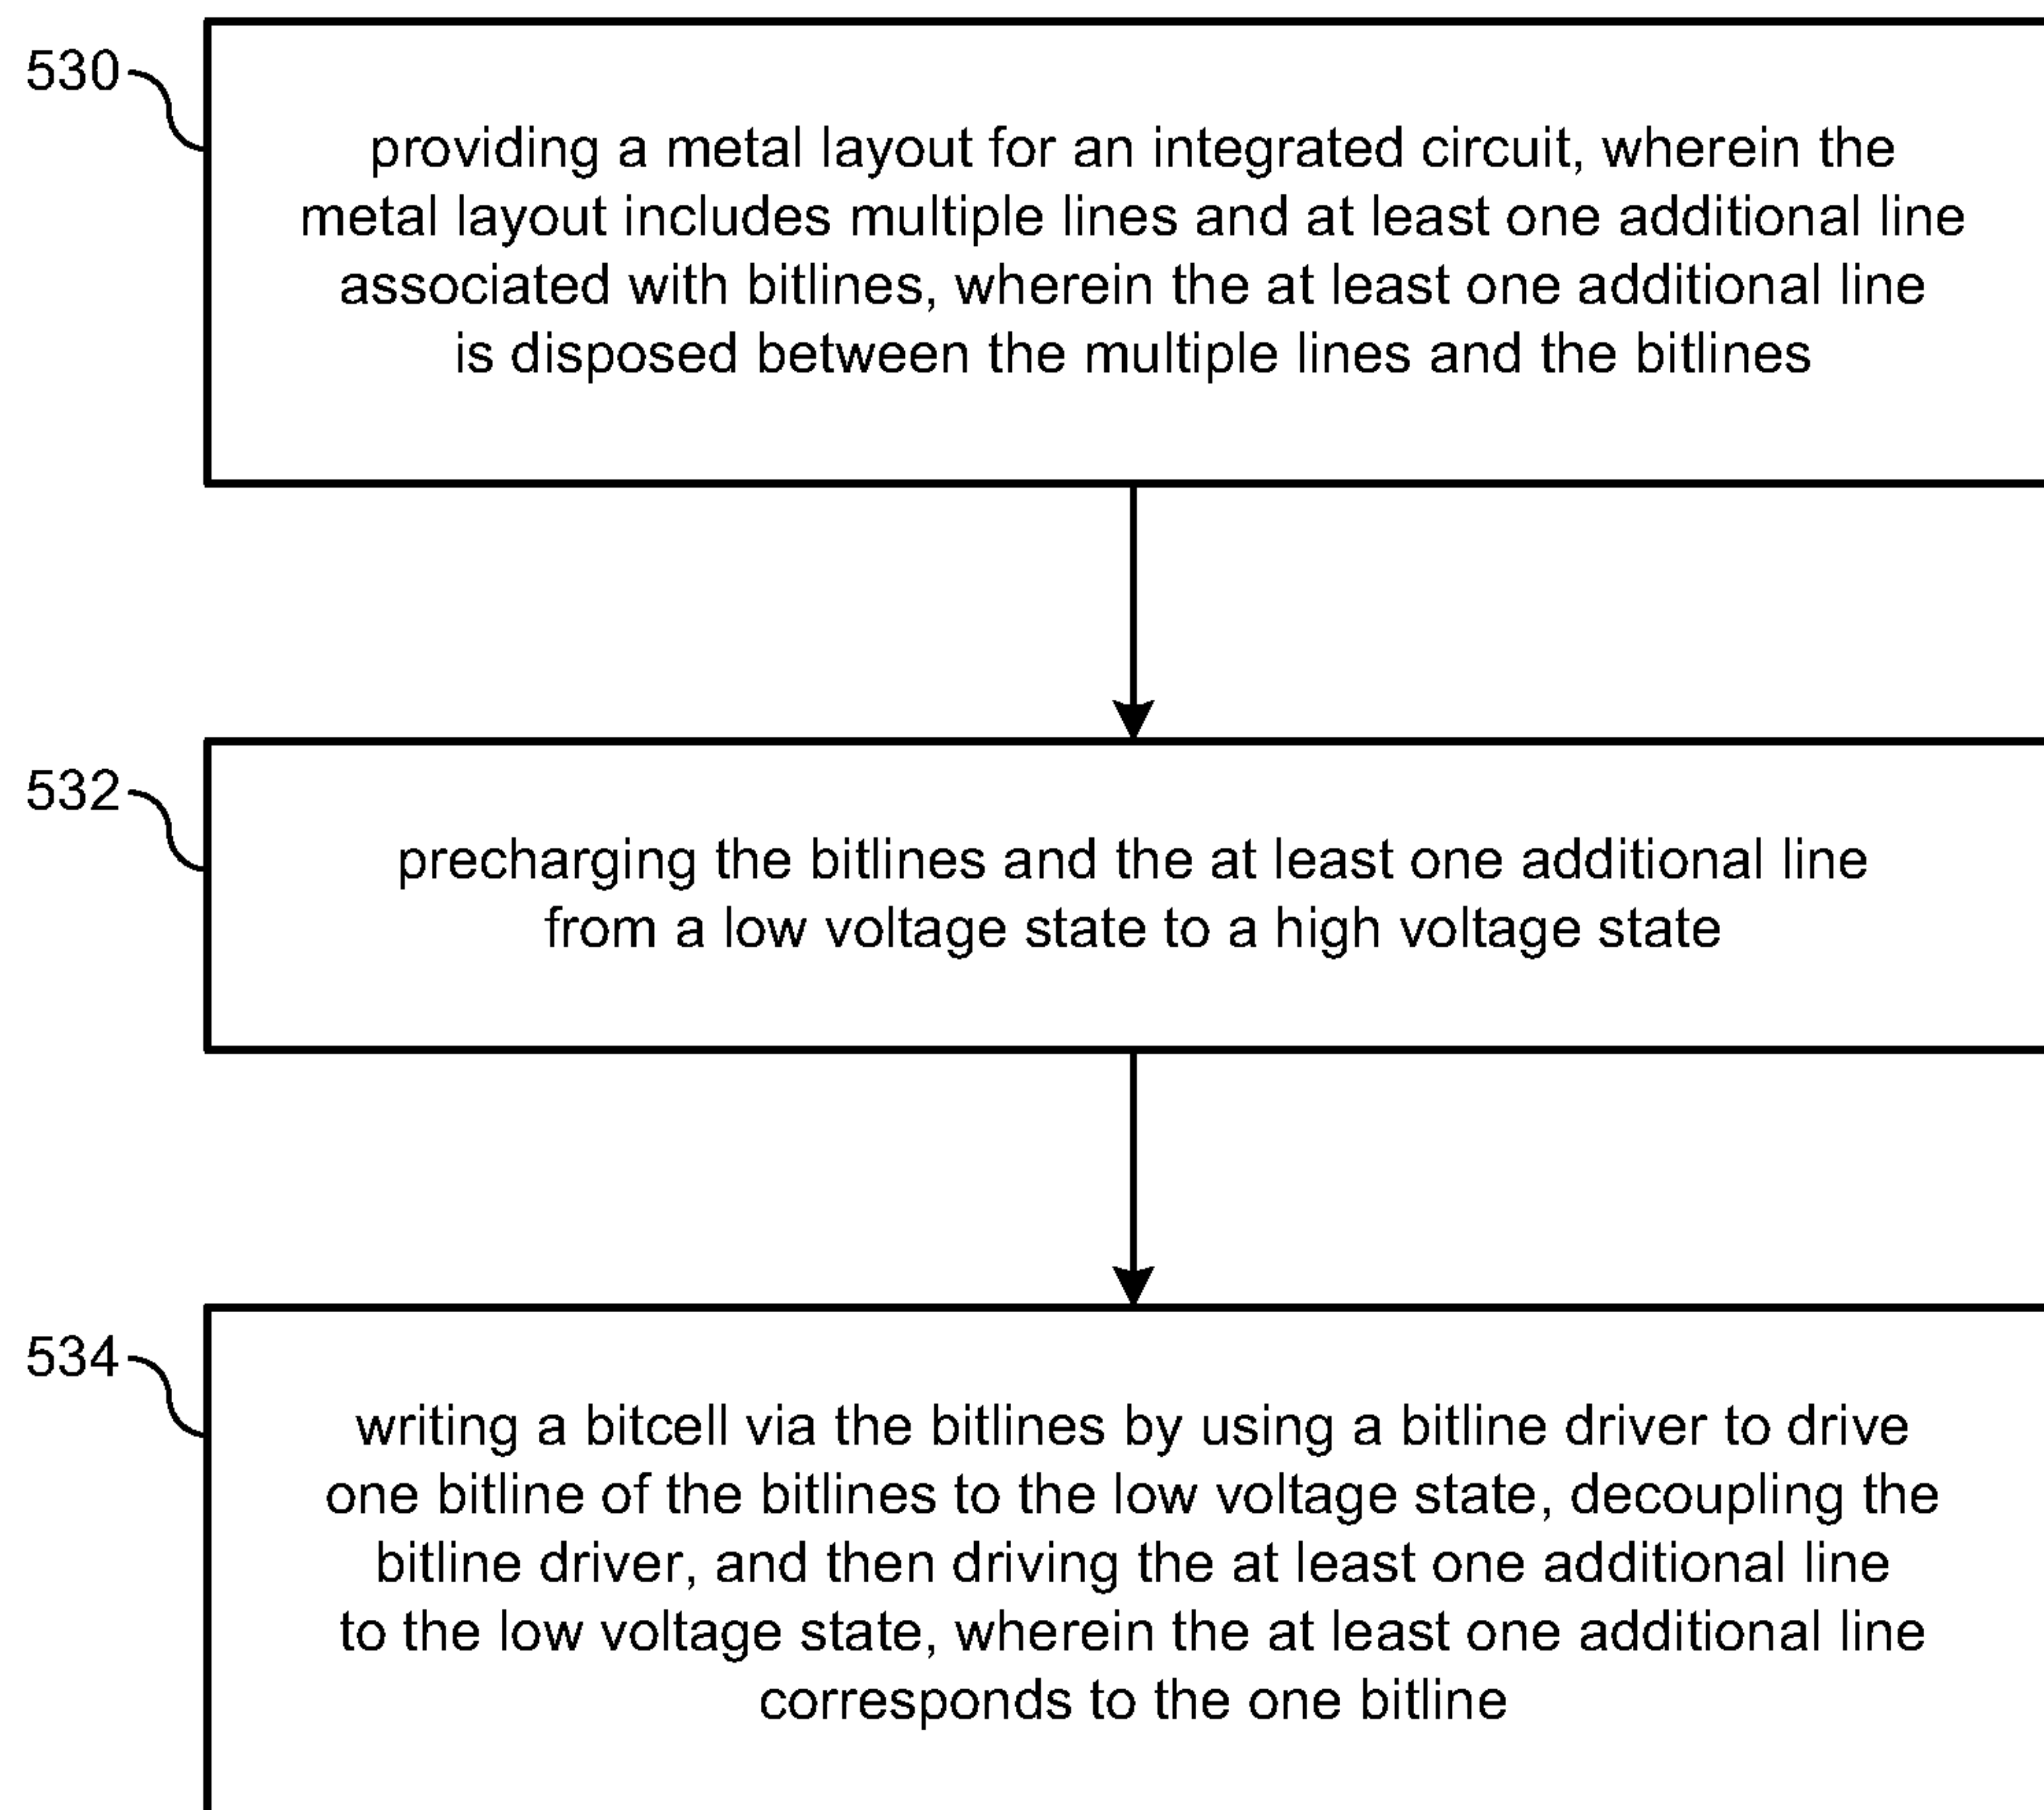 530
providing a metal layout for an integrated circuit, wherein the
metal layout includes multiple lines and at least one additional line
associated with bitlines, wherein the at least one additional line
is disposed between the multiple lines and the bitlines
532
precharging the bitlines and the at least one additional line
from a low voltage state to a high voltage state
534
writing a bitcell via the bitlines by using a bitline driver to drive
one bitline of the bitlines to the low voltage state, decoupling the
bitline driver, and then driving the at least one additional line
to the low voltage state, wherein the at least one additional line
corresponds to the one bitline